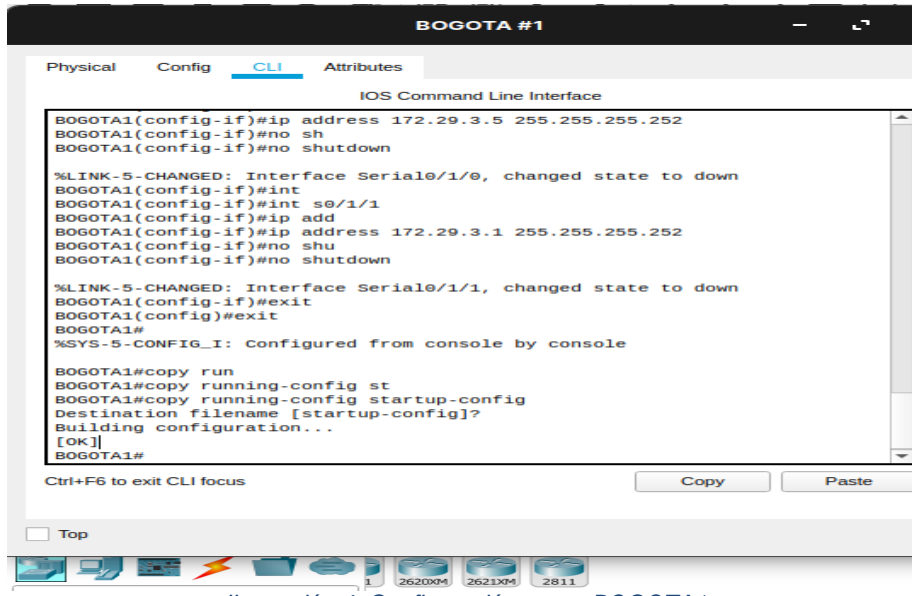 BOGOTA #1
Physical Config CLI Attributes
IOS Command Line Interface
BOGOTA1(config-if)#ip address 172.29.3.5 255.255.255.252
BOGOTA1(config-if)#no sh
BOGOTA1(config-if)#no shutdown
%LINK-5-CHANGED: Interface Serial0/1/0, changed state to down
BOGOTA1(config-if)#int
BOGOTA1(config-if)#int s0/1/1
BOGOTA1(config-if)#ip add
BOGOTA1(config-if)#ip address 172.29.3.1 255.255.255.252
BOGOTA1(config-if)#no shu
BOGOTA1(config-if)#no shutdown
%LINK-5-CHANGED: Interface Serial0/1/1, changed state to down
BOGOTA1(config-if)#exit
BOGOTA1(config)#exit
BOGOTA1#
%SYS-5-CONFIG_I: Configured from console by console
BOGOTA1#copy run
BOGOTA1#copy running-config st
BOGOTA1#copy running-config startup-config
Destination filename [startup-config]?
Building configuration...
[OK]
BOGOTA1#
Ctrl+F6 to exit CLI focus
Copy Paste
Top
1 2620XM 2621XM 2811